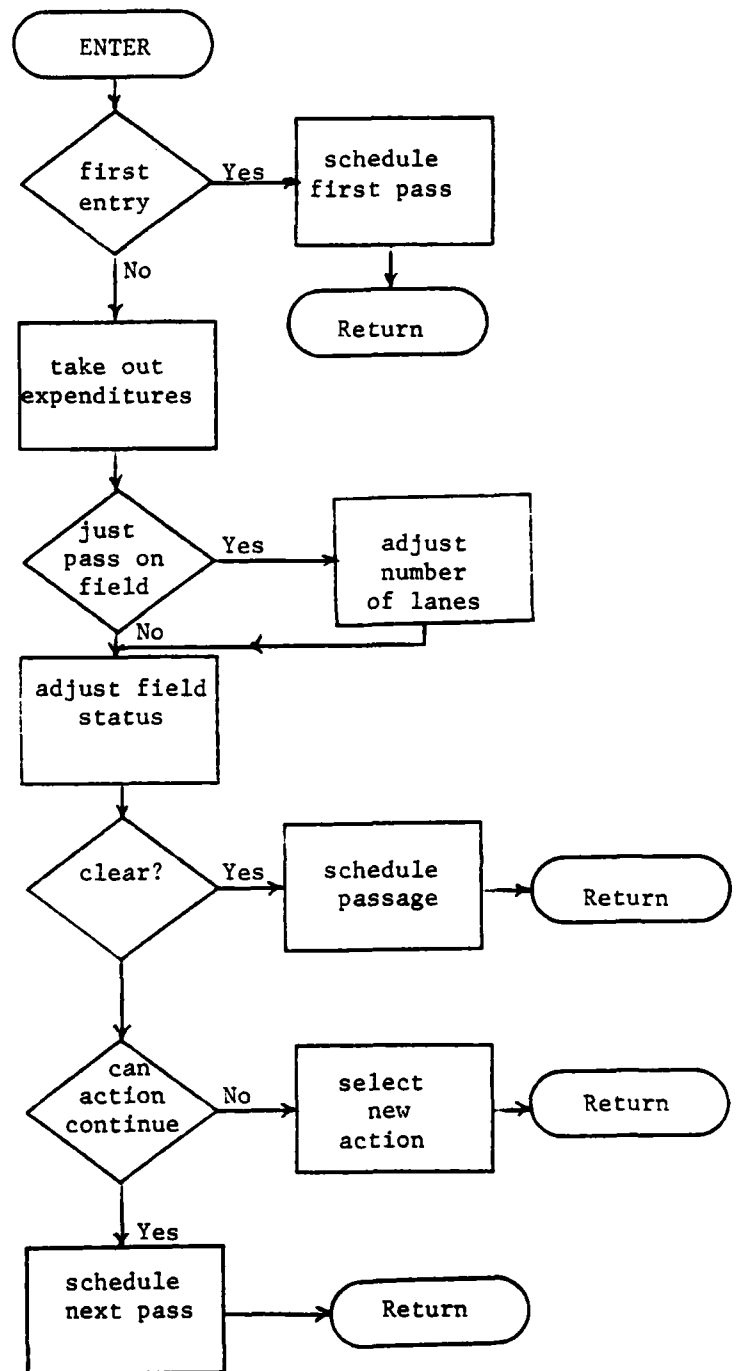 ENTER
first
entry
Yes
schedule
first pass
No
Return
take out
expenditures
just
pass on
field
Yes
adjust
number
of lanes
No
adjust field
status
clear?
Yes
schedule
passage
Return
can
action
continue
No
select
new
action
Return
Yes
schedule
next pass
Return